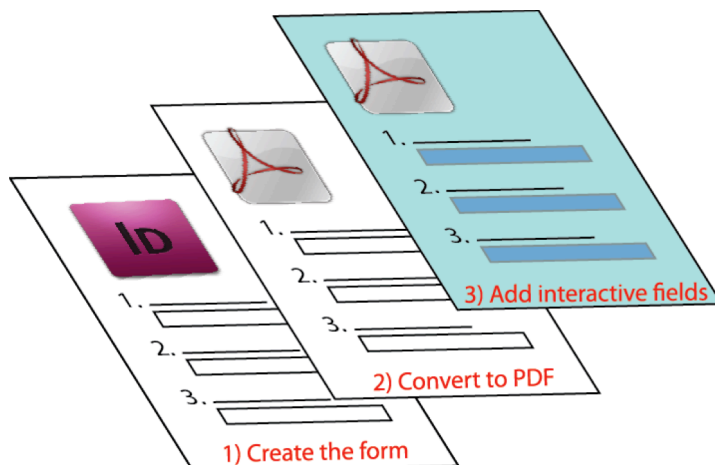 ID
1.
2.
3.
1) Create the form
1.
2.
3.
2) Convert to PDF
1.
2.
3.
3) Add interactive fields